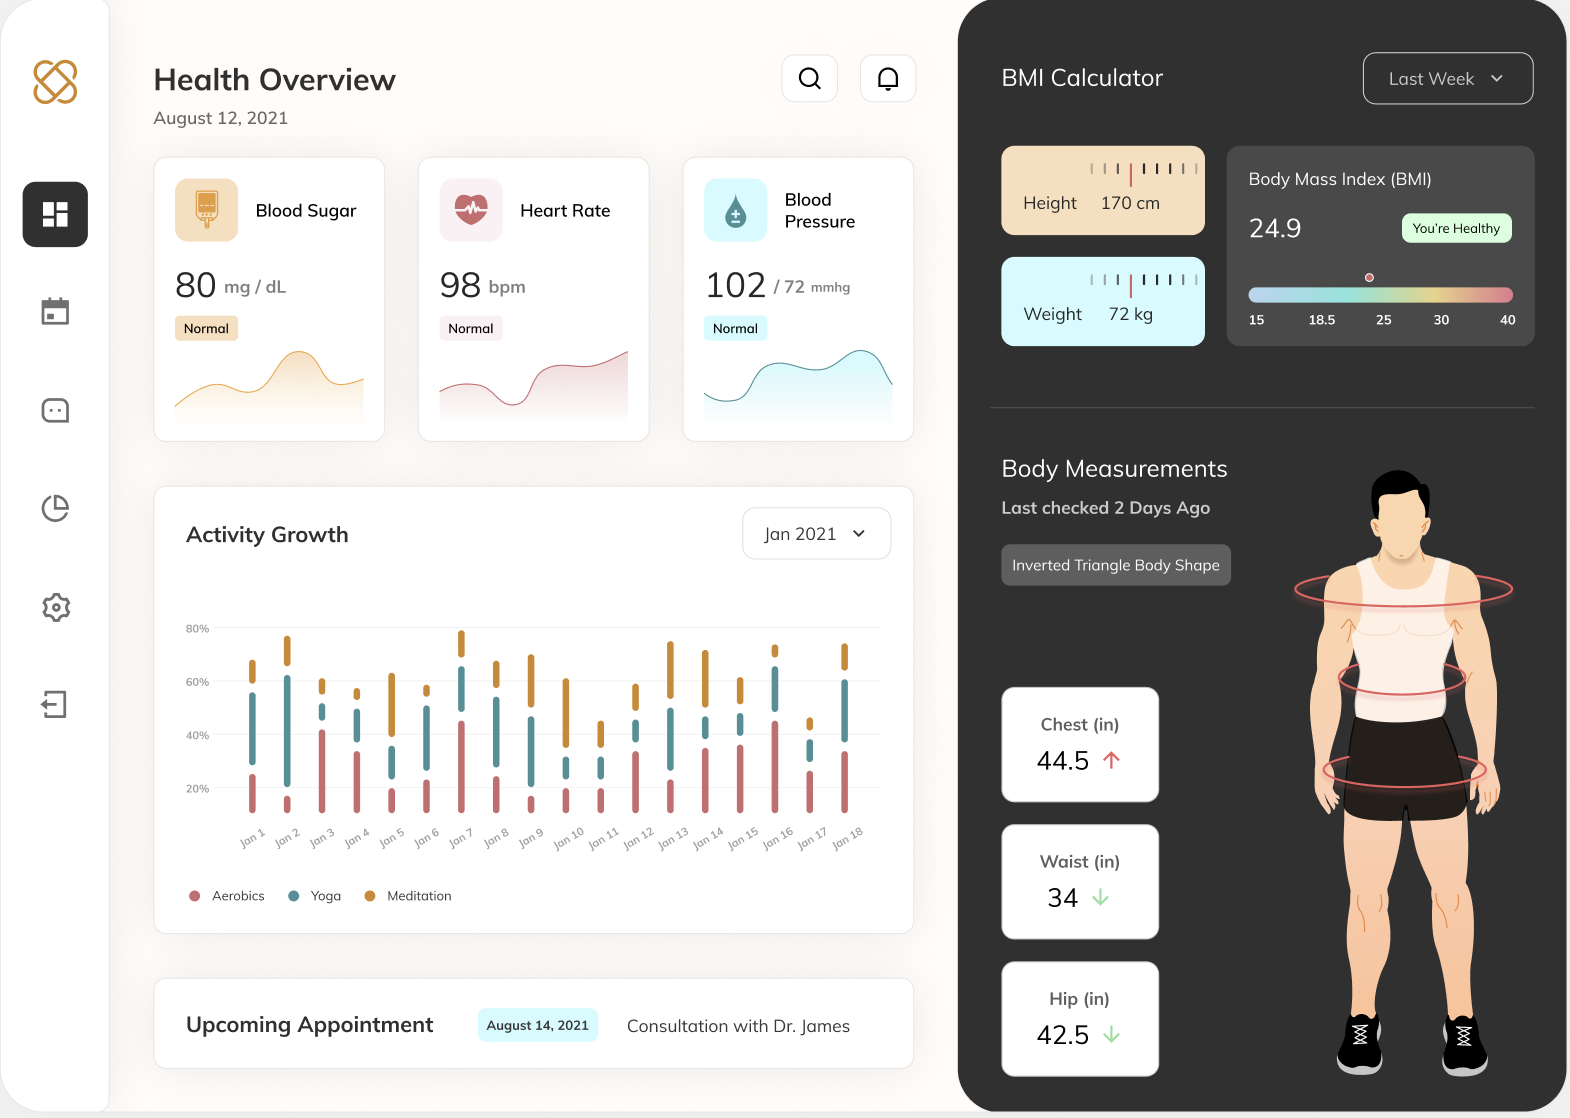 Health Overview
August 12, 2021
Blood Sugar
80 mg / dL
Normal
Heart Rate
98 bpm
Normal
Blood
Pressure
102 / 72 mmhg
Normal
Activity Growth
Jan 2021
80%
60%
40%
20%
Jan 1
Jan 2
Jan 3
Jan 4
Jan 5
Jan 6
Jan 7
Jan 8
Jan 9
Jan 10
Jan 11
Jan 12
Jan 13
Jan 14
Jan 15
Jan 16
Jan 17
Jan 18
Aerobics
Yoga
Meditation
Upcoming Appointment
August 14, 2021
Consultation with Dr. James
BMI Calculator
Last Week
Height 170 cm
Weight 72 kg
Body Mass Index (BMI)
24.9
You're Healthy
15 18.5 25 30 40
Body Measurements
Last checked 2 Days Ago
Inverted Triangle Body Shape
Chest (in)
44.5
Waist (in)
34
Hip (in)
42.5